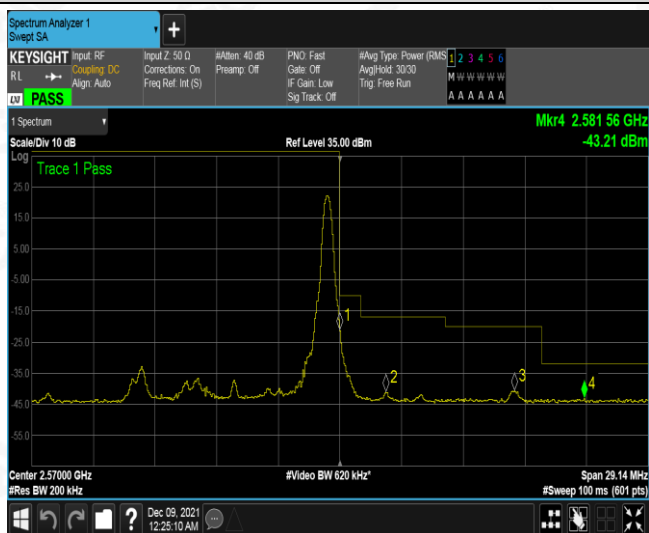 Spectrum Analyzer 1
Swept SA
+
KEYSIGHT Input: RF Input Z: 50 Ω #Atten: 40 dB PNO: Fast #Avg Type: Power (RMS 1 2 3 4 5 6
RL Coupling: DC Corrections: On Preamp: Off Gate: Off Avg|Hold: 30/30 M W W W W W
Align: Auto Freq Ref: Int (S) IF Gain: Low Trig: Free Run
LXI PASS Sig Track: Off A A A A A A
1 Spectrum Mkr4 2.581 56 GHz
Scale/Div 10 dB Ref Level 35.00 dBm -43.21 dBm
Log
Trace 1 Pass
25.0
15.0
5.00
-5.00
-15.0
1
-25.0
-35.0
2 3 4
-45.0
-55.0
Center 2.57000 GHz #Video BW 620 kHz* Span 29.14 MHz
#Res BW 200 kHz #Sweep 100 ms (601 pts)
? Dec 09, 2021
12:25:10 AM